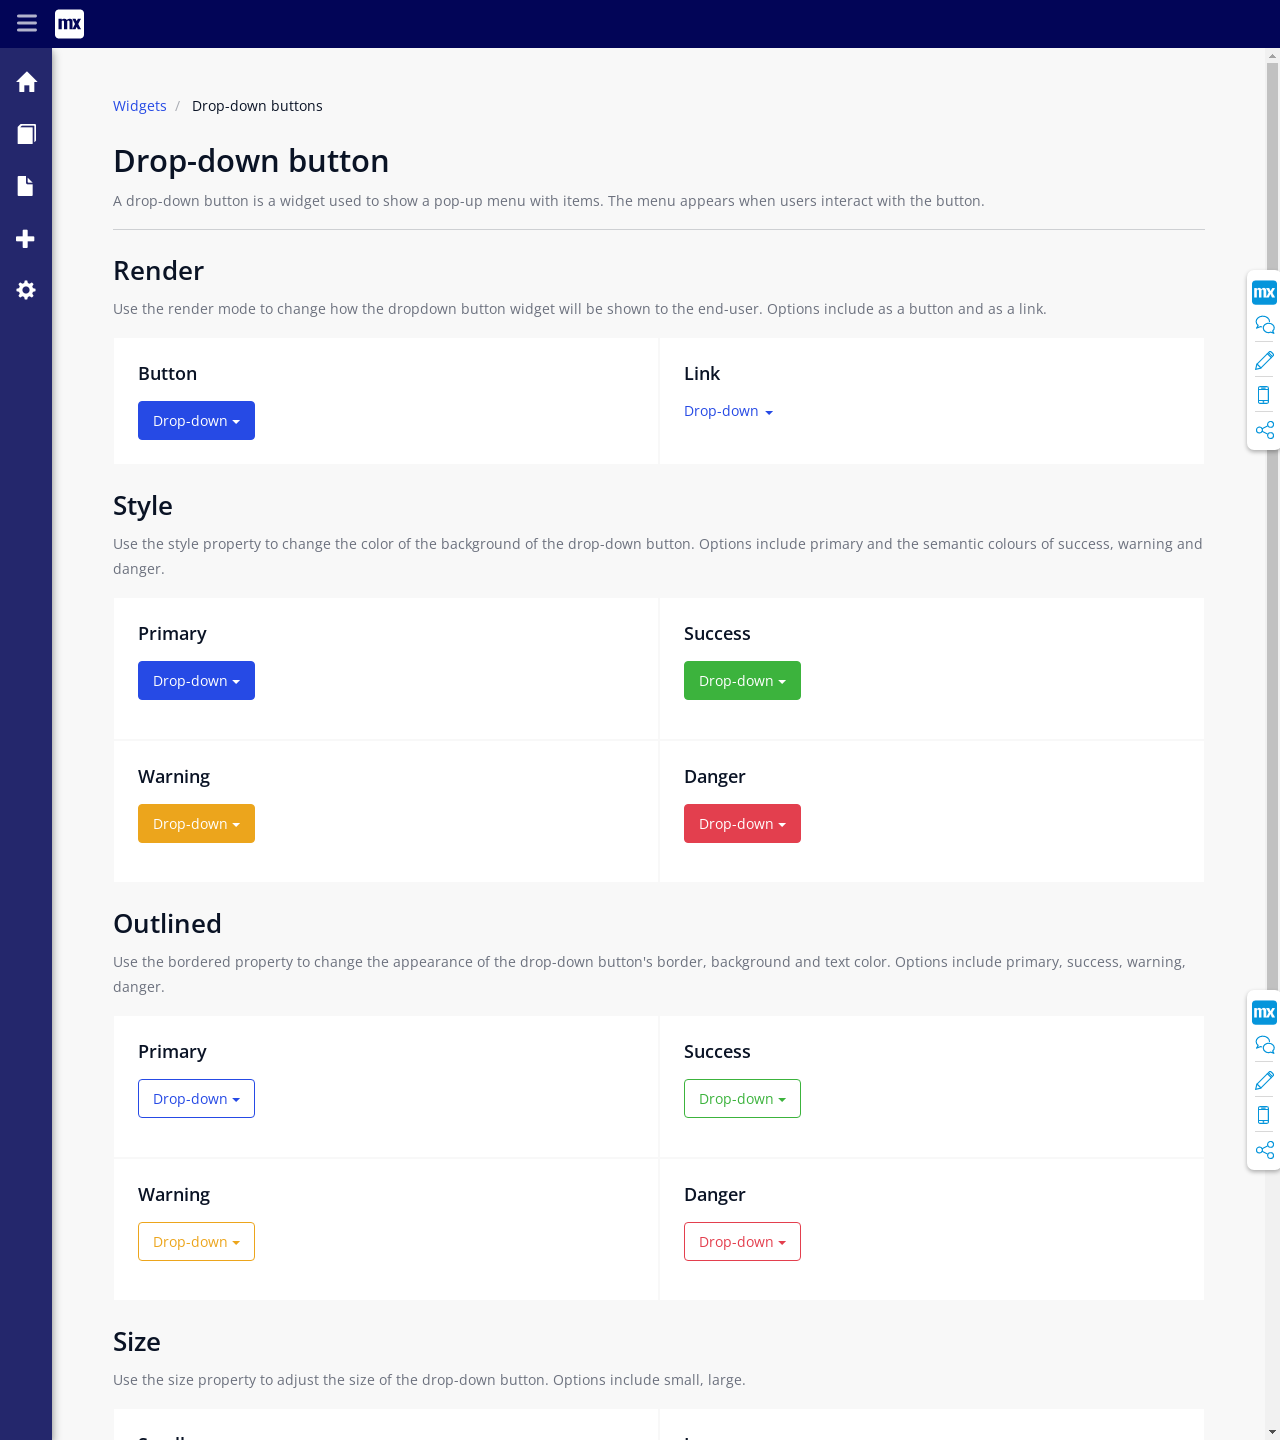 mx
Widgets / Drop-down buttons
Drop-down button
A drop-down button is a widget used to show a pop-up menu with items. The menu appears when users interact with the button.
Render
Use the render mode to change how the dropdown button widget will be shown to the end-user. Options include as a button and as a link.
mx
Button
Link
Drop-down
Drop-down
Style
Use the style property to change the color of the background of the drop-down button. Options include primary and the semantic colours of success, warning and
danger.
Primary
Success
Drop-down
Drop-down
Warning
Danger
Drop-down
Drop-down
Outlined
Use the bordered property to change the appearance of the drop-down button's border, background and text color. Options include primary, success, warning,
danger.
mx
Primary
Success
Drop-down
Drop-down
Warning
Danger
Drop-down
Drop-down
Size
Use the size property to adjust the size of the drop-down button. Options include small, large.